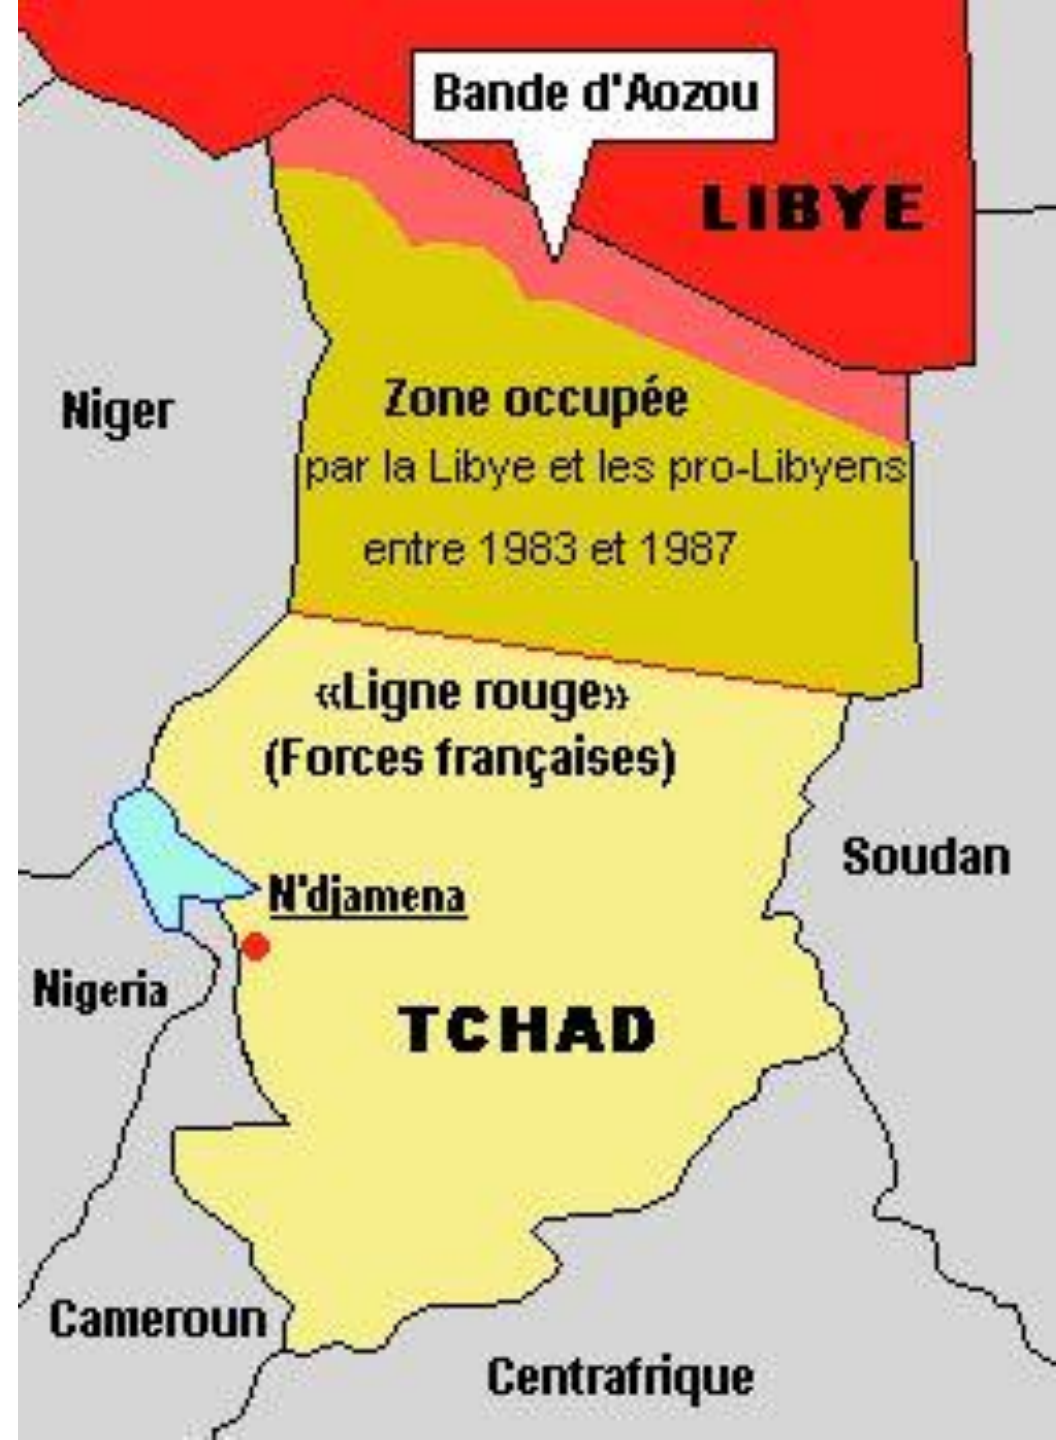 Bande d'Aozou
LIBYE
Niger
Zone occupée
par la Libye et les pro-Libyens
entre 1983 et 1987
«Ligne rouge»
(Forces françaises)
Soudan
N'djamena
Nigeria
TCHAD
Cameroun
Centrafrique